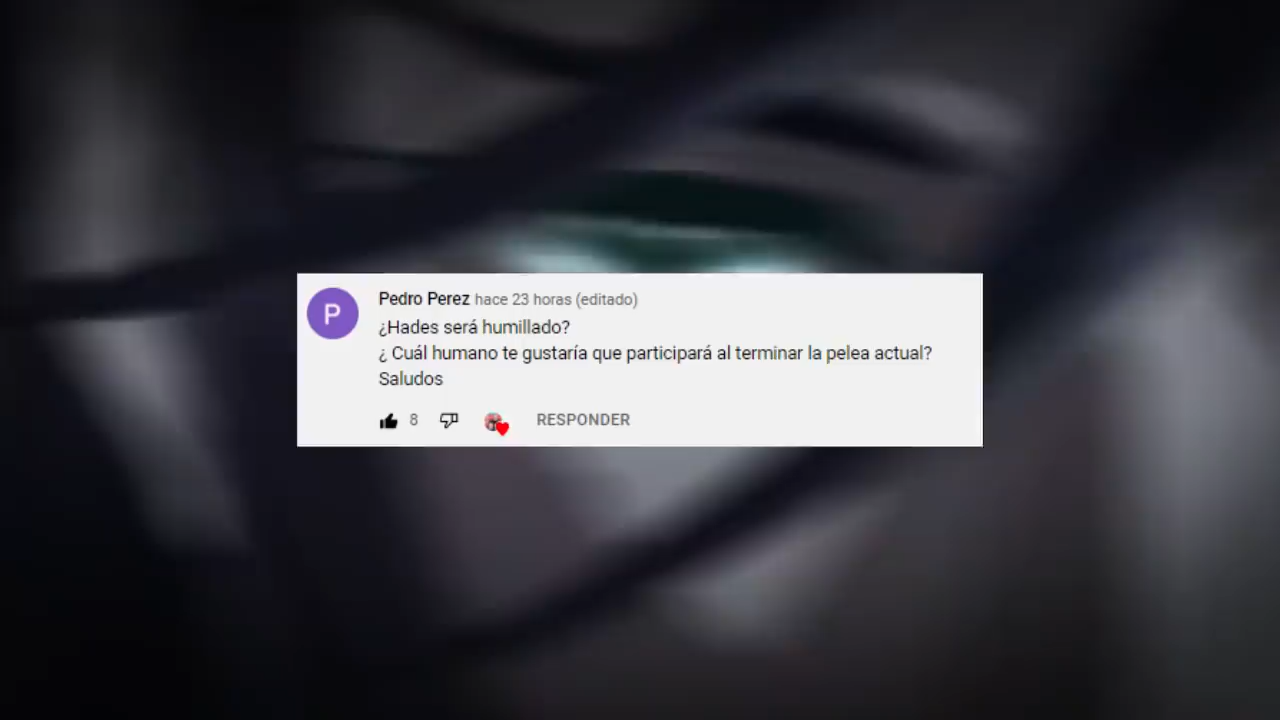 P
Pedro Perez hace 23 horas (editado)
¿Hades será humillado?
¿ Cuál humano te gustaría que participará al terminar la pelea actual?
Saludos
8 RESPONDER